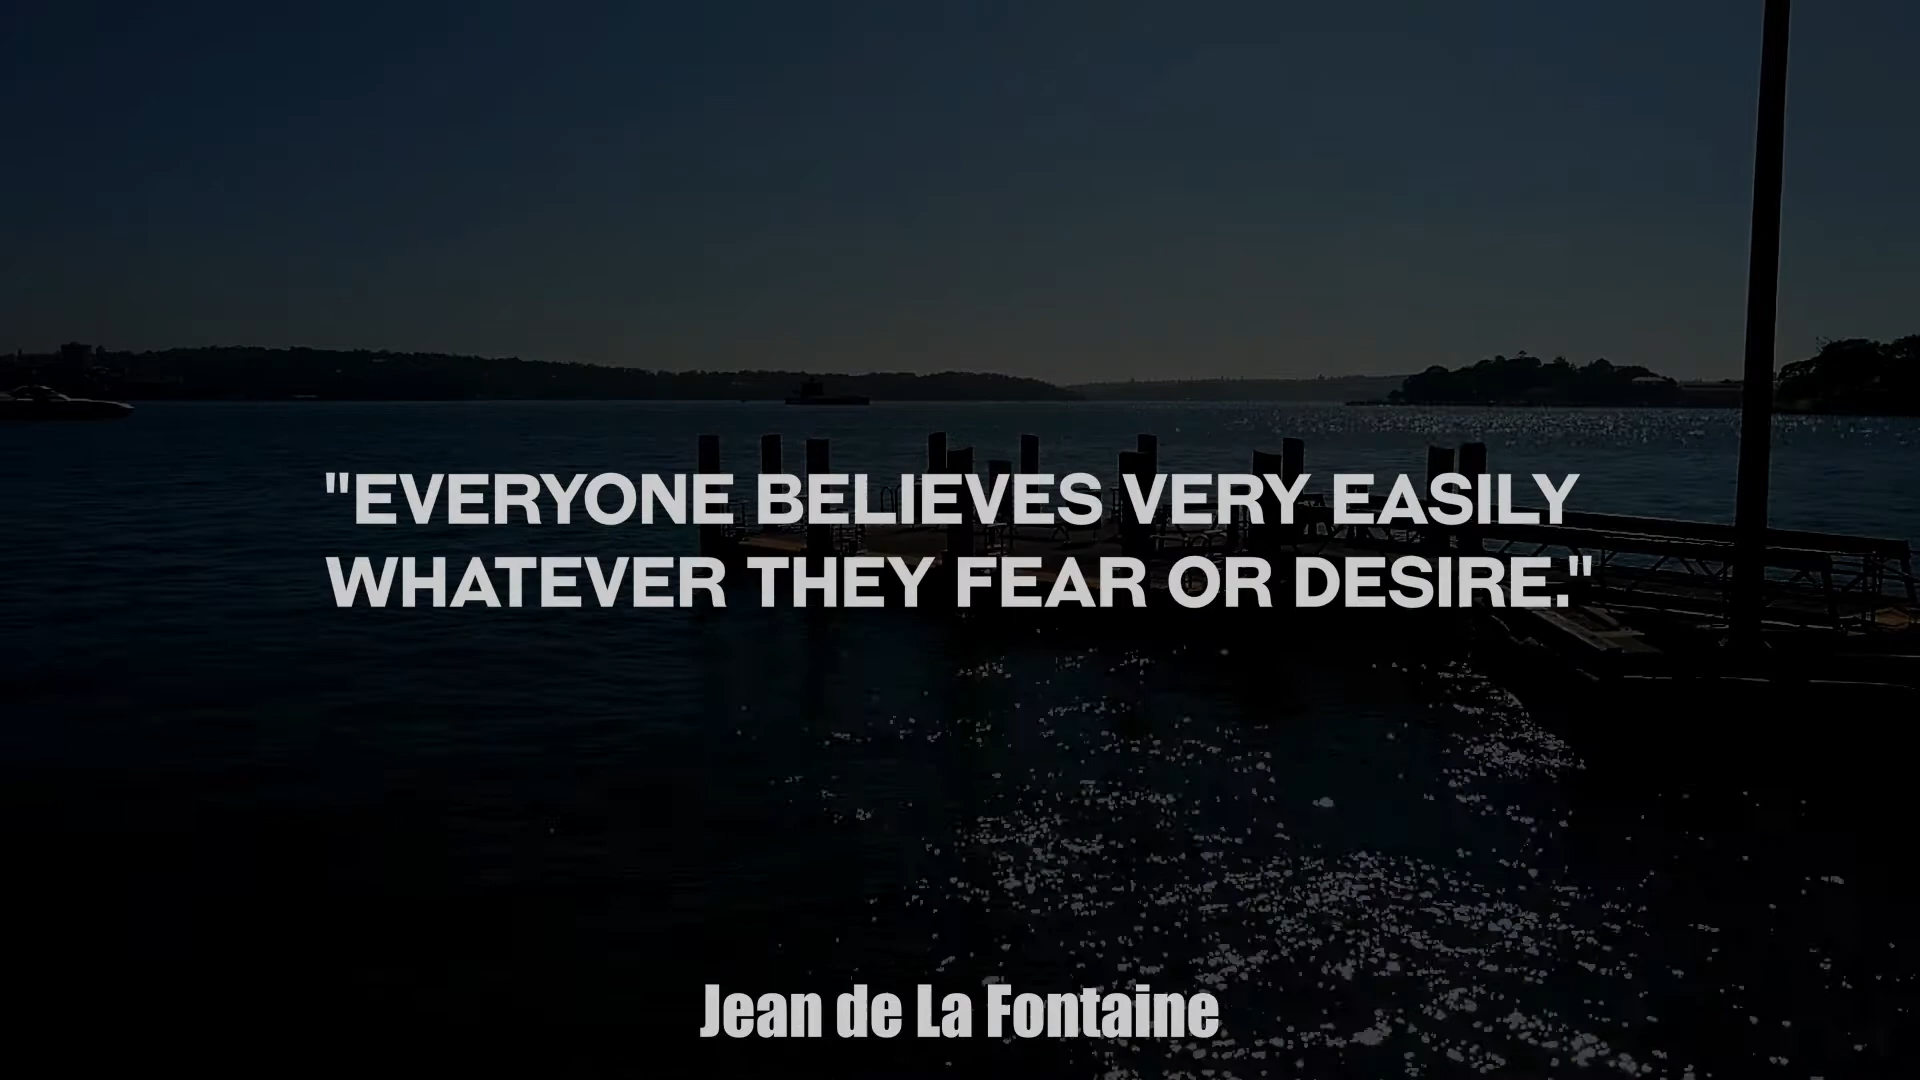 "EVERYONE BELIEVES VERY EASILY
WHATEVER THEY FEAR OR DESIRE."
Jean de La Fontaine